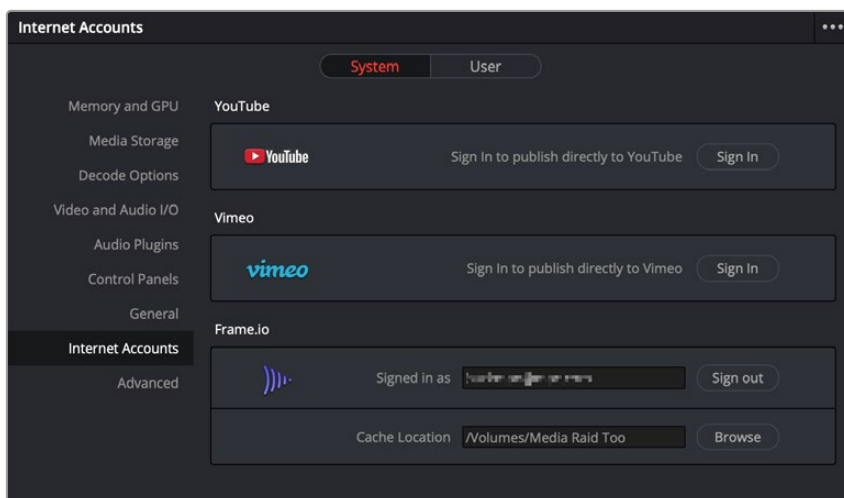 Internet Accounts
System User
Memory and GPU
Media Storage
Decode Options
Video and Audio I/O
Audio Plugins
Control Panels
General
Internet Accounts
Advanced
YouTube
YouTube Sign In to publish directly to YouTube Sign In
Vimeo
vimeo Sign In to publish directly to Vimeo Sign In
Frame.io
Signed in as Sign out
Cache Location /Volumes/Media Raid Too Browse